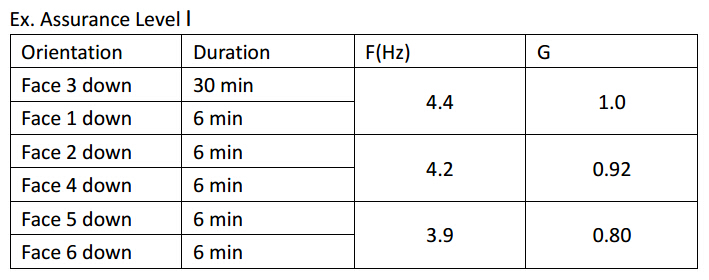 Ex. Assurance Level I
Orientation Duration F(Hz) G
Face 3 down 30 min 4.4 1.0
Face 1 down 6 min
Face 2 down 6 min 4.2 0.92
Face 4 down 6 min
Face 5 down 6 min 3.9 0.80
Face 6 down 6 min